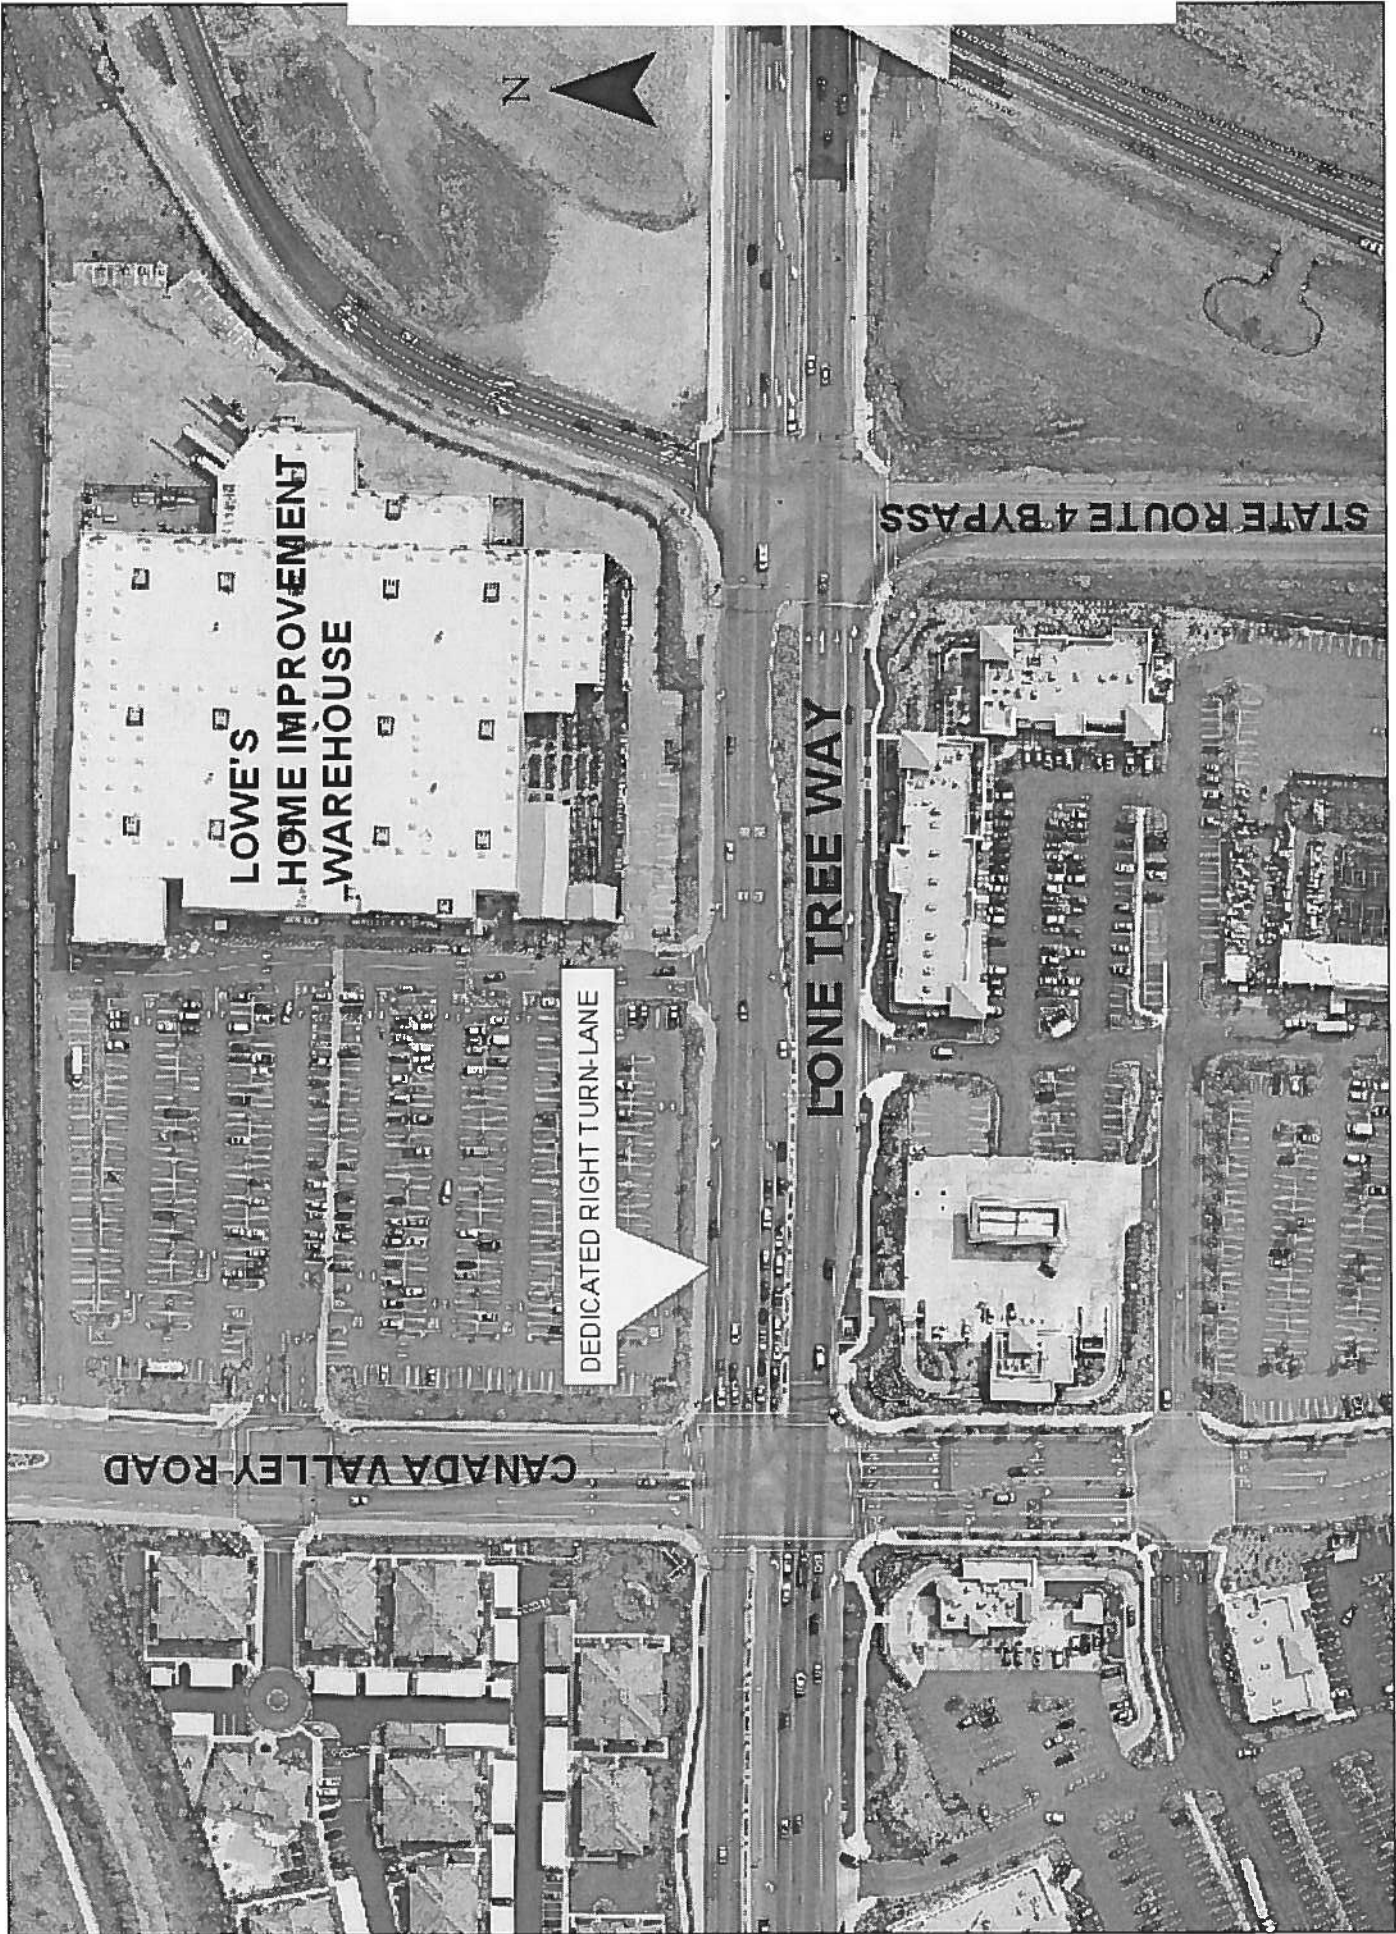 N
STATE ROUTE 4 BYPASS
LOWE'S
HOME IMPROVEMENT
WAREHOUSE
LONE TREE WAY
DEDICATED RIGHT TURN-LANE
CANADA VALLEY ROAD